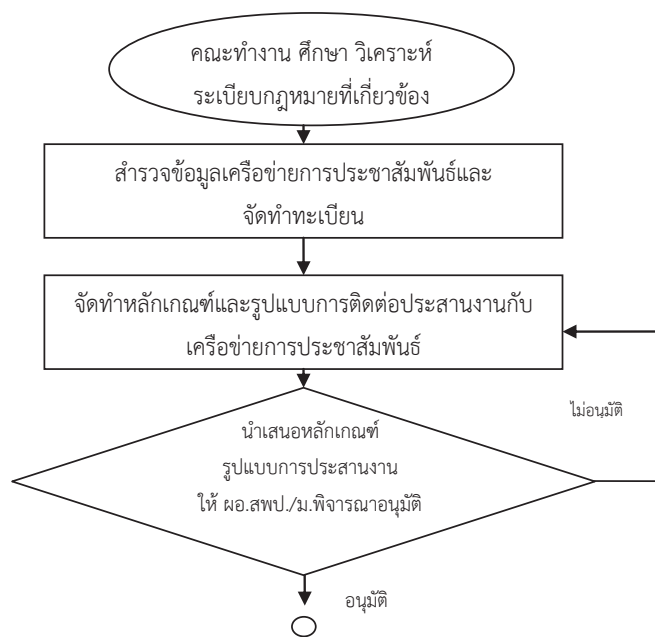 คณะทำงาน ศึกษา วิเคราะห์
ระเบียบกฎหมายที่เกี่ยวข้อง
สำรวจข้อมูลเครือข่ายการประชาสัมพันธ์และ
จัดทำทะเบียน
จัดทำหลักเกณฑ์และรูปแบบการติดต่อประสานงานกับ
เครือข่ายการประชาสัมพันธ์
ไม่อนุมัติ
นำเสนอหลักเกณฑ์
รูปแบบการประสานงาน
ให้ ผอ.สพป./ม.พิจารณาอนุมัติ
อนุมัติ